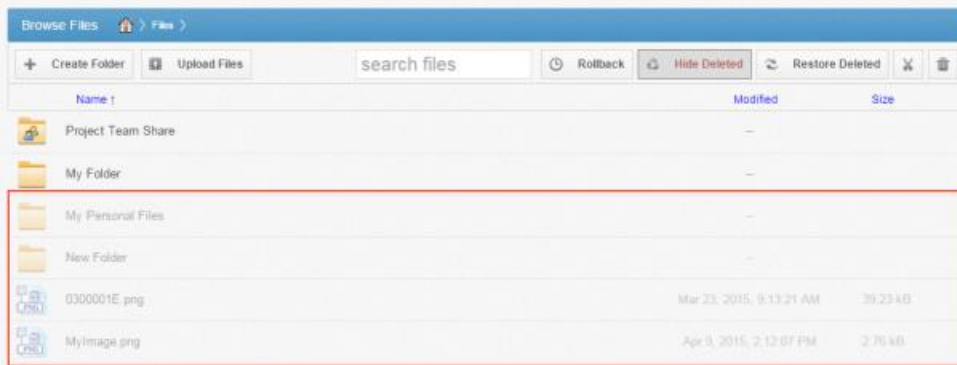 Browse Files > Files >
+ Create Folder Upload Files search files Rollback Hide Deleted Restore Deleted
Name ↑ Modified Size
Project Team Share --
My Folder --
My Personal Files --
New Folder --
0300001E.png Mar 23, 2015, 9:13:21 AM 39.23 kB
MyImage.png Apr 9, 2015, 2:12:07 PM 2.76 kB